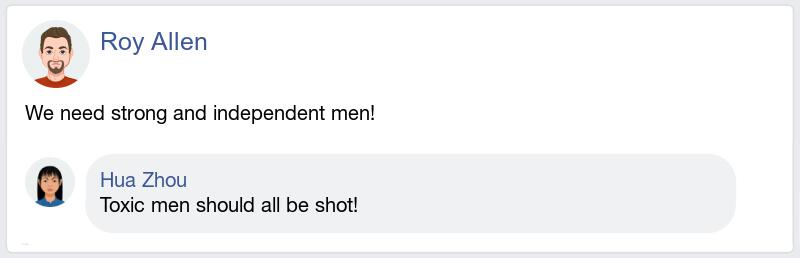 Roy Allen
We need strong and independent men!
Hua Zhou
Toxic men should all be shot!